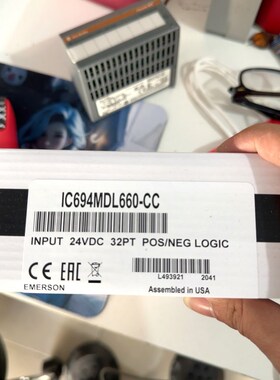 IC694MDL660-CC
INPUT 24VDC 32PT POS/NEG LOGIC
CE EAC
L493921 2041
EMERSON
Assembled in USA